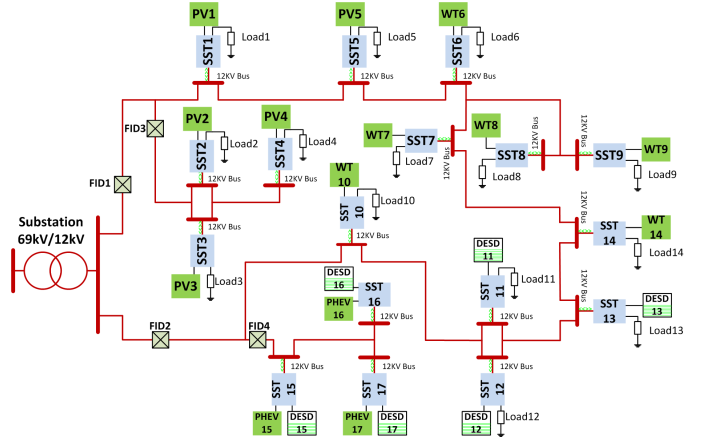 PV1
SST1
Load1
12KV Bus
PV5
SST5
Load5
12KV Bus
WT6
SST6
Load6
12KV Bus
FID3
PV2
SST2
Load2
12KV Bus
PV4
SST4
Load4
12KV Bus
WT7
SST7
Load7
12KV Bus
WT8
SST8
Load8
12KV Bus
12KV Bus
SST9
WT9
Load9
FID1
WT
10
SST
10
Load10
12KV Bus
Substation
69kV/12kV
12KV Bus
SST3
PV3
Load3
12KV Bus
SST
14
WT
14
Load14
DESD
16
PHEV
16
SST
16
12KV Bus
DESD
11
SST
11
Load11
12KV Bus
12KV Bus
SST
13
DESD
13
Load13
FID2
FID4
12KV Bus
SST
15
PHEV
15
DESD
15
12KV Bus
SST
17
PHEV
17
DESD
17
12KV Bus
SST
12
DESD
12
Load12